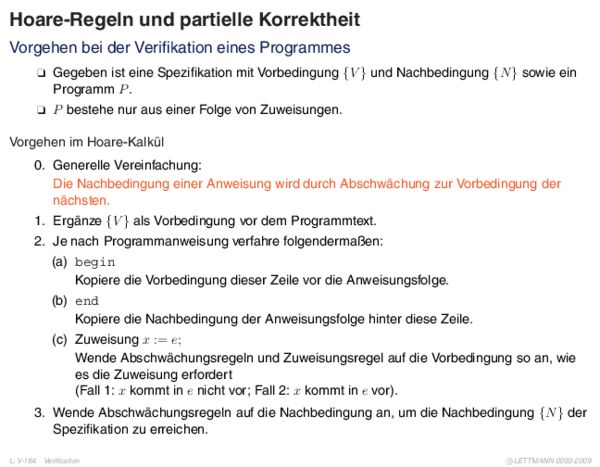 Hoare-Regeln und partielle Korrektheit
Vorgehen bei der Verifikation eines Programmes
❑ Gegeben ist eine Spezifikation mit Vorbedingung {V} und Nachbedingung {N} sowie ein
Programm P.
❑ P bestehe nur aus einer Folge von Zuweisungen.
Vorgehen im Hoare-Kalkül
0. Generelle Vereinfachung:
Die Nachbedingung einer Anweisung wird durch Abschwächung zur Vorbedingung der
nächsten.
1. Ergänze {V} als Vorbedingung vor dem Programmtext.
2. Je nach Programmanweisung verfahre folgendermaßen:
(a) begin
Kopiere die Vorbedingung dieser Zeile vor die Anweisungsfolge.
(b) end
Kopiere die Nachbedingung der Anweisungsfolge hinter diese Zeile.
(c) Zuweisung x := e;
Wende Abschwächungsregeln und Zuweisungsregel auf die Vorbedingung so an, wie
es die Zuweisung erfordert
(Fall 1: x kommt in e nicht vor; Fall 2: x kommt in e vor).
3. Wende Abschwächungsregeln auf die Nachbedingung an, um die Nachbedingung {N} der
Spezifikation zu erreichen.
L: V-164 Verification
© LETTMANN 2003-2009